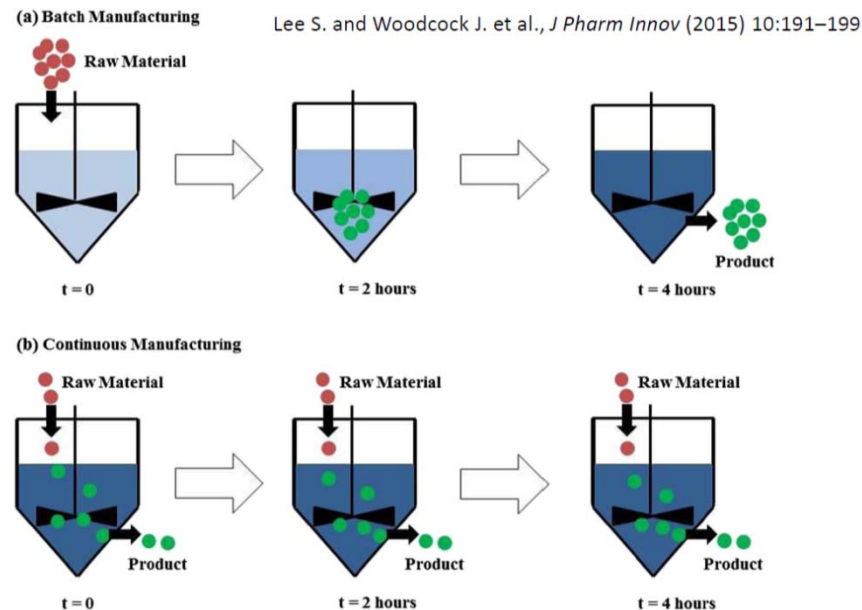 (a) Batch Manufacturing
Lee S. and Woodcock J. et al., J Pharm Innov (2015) 10:191–199
Raw Material
Product
t = 0
t = 2 hours
t = 4 hours
(b) Continuous Manufacturing
Raw Material
Raw Material
Raw Material
Product
Product
Product
t = 0
t = 2 hours
t = 4 hours